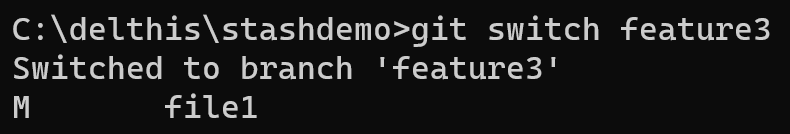 C:\delthis\stashdemo>git switch feature3
Switched to branch 'feature3'
M       file1